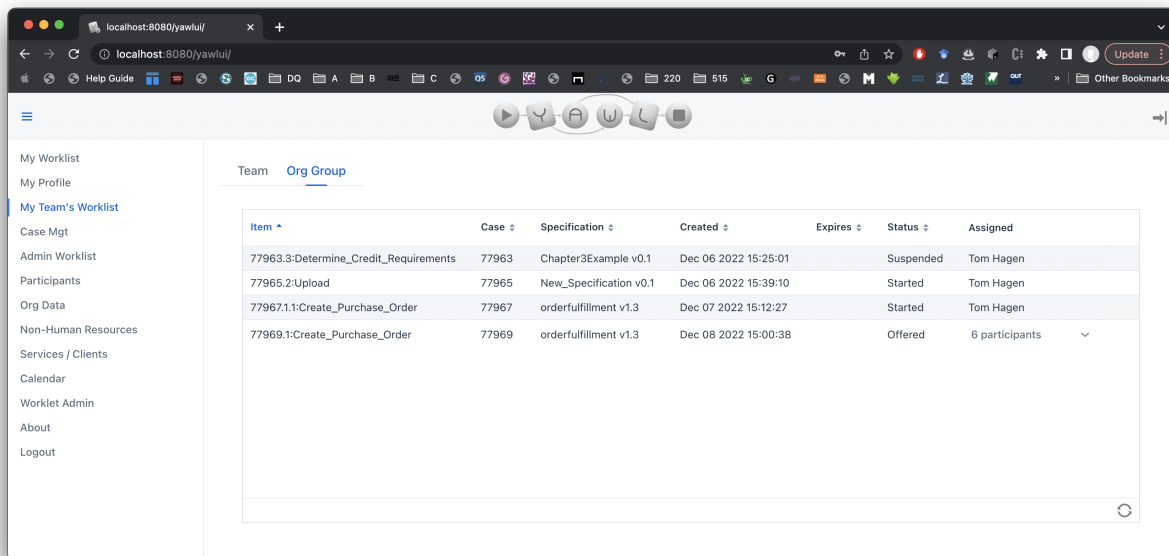 localhost:8080/yawlui/
localhost:8080/yawlui/
Update
Help Guide DQ A B C QS G 220 515 G M L QUT » Other Bookmarks
Y A W L
My Worklist
My Profile
My Team's Worklist
Case Mgt
Admin Worklist
Participants
Org Data
Non-Human Resources
Services / Clients
Calendar
Worklet Admin
About
Logout
Team Org Group
Item Case Specification Created Expires Status Assigned
77963.3:Determine_Credit_Requirements 77963 Chapter3Example v0.1 Dec 06 2022 15:25:01 Suspended Tom Hagen
77965.2:Upload 77965 New_Specification v0.1 Dec 06 2022 15:39:10 Started Tom Hagen
77967.1.1:Create_Purchase_Order 77967 orderfulfillment v1.3 Dec 07 2022 15:12:27 Started Tom Hagen
77969.1:Create_Purchase_Order 77969 orderfulfillment v1.3 Dec 08 2022 15:00:38 Offered 6 participants